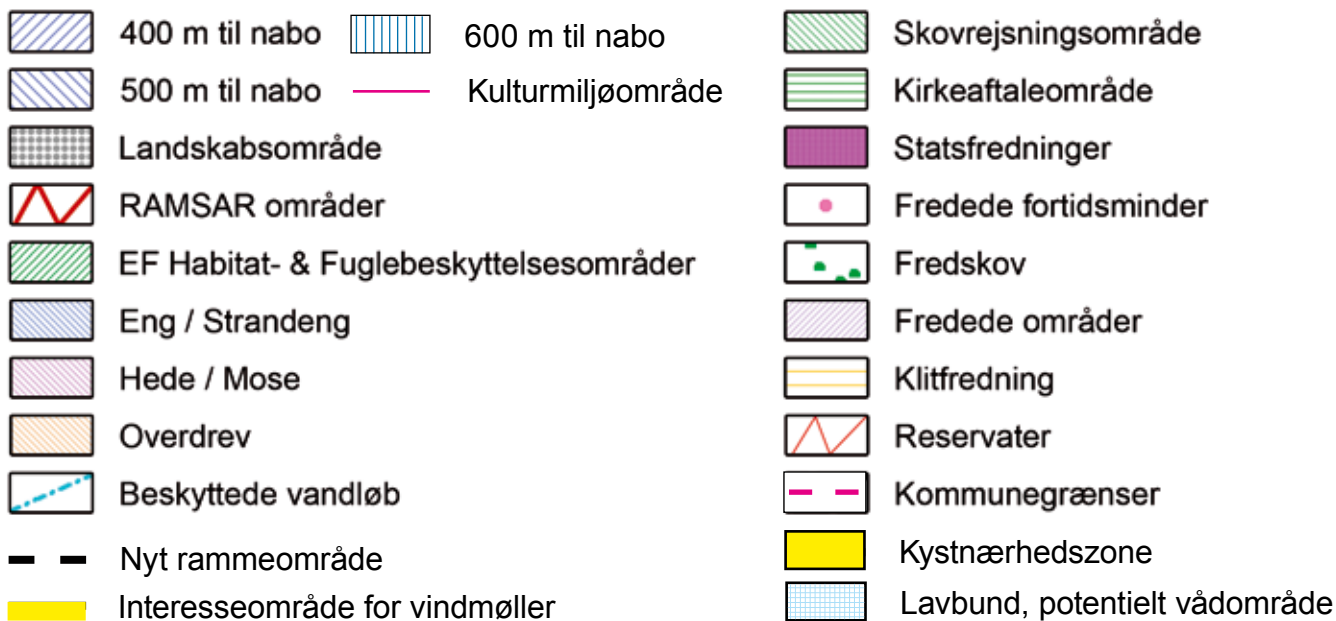 400 m til nabo
600 m til nabo
500 m til nabo
Kulturmiljøområde
Landskabsområde
RAMSAR områder
EF Habitat- & Fuglebeskyttelsesområder
Eng / Strandeng
Hede / Mose
Overdrev
Beskyttede vandløb
Nyt rammeområde
Interesseområde for vindmøller
Skovrejsningsområde
Kirkeaftaleområde
Statsfredninger
Fredede fortidsminder
Fredskov
Fredede områder
Klitfredning
Reservater
Kommunegrænser
Kystnærhedszone
Lavbund, potentielt vådområde